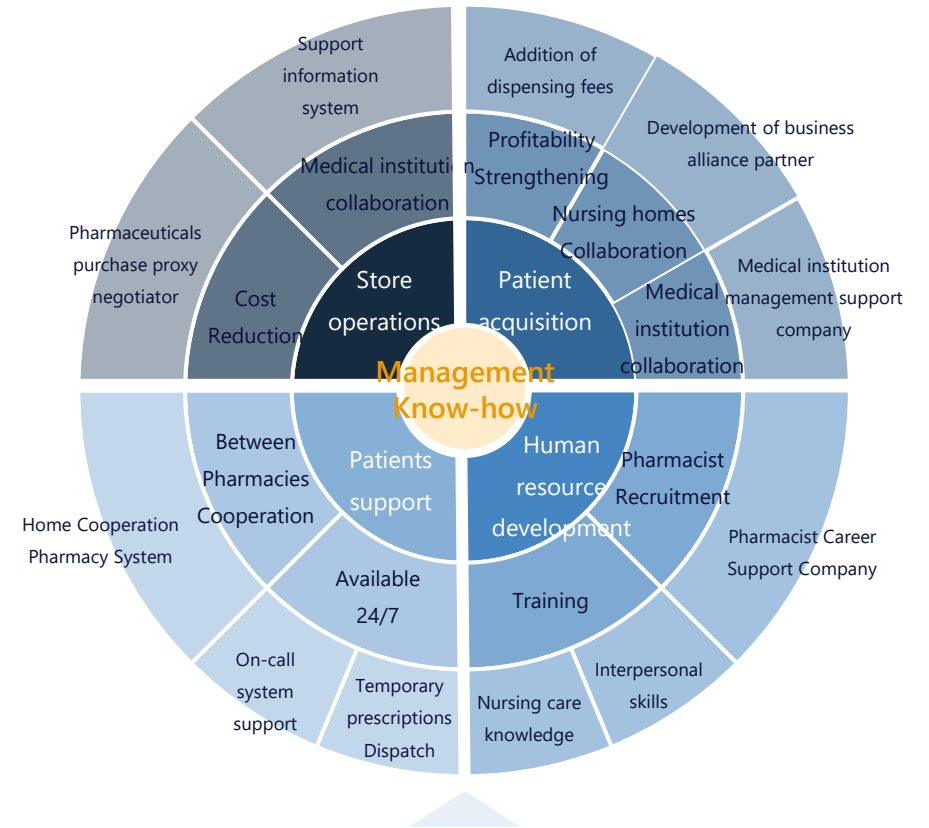 Support
information
system
Addition of
dispensing fees
Development of business
alliance partner
Profitability
Strengthening
Medical institution
collaboration
Nursing homes
Collaboration
Pharmaceuticals
purchase proxy
negotiator
Cost
Reduction
Store
operations
Patient
acquisition
Medical
institution
collaboration
Medical institution
management support
company
Management
Know-how
Between
Pharmacies
Cooperation
Patients
support
Human
resource
development
Pharmacist
Recruitment
Home Cooperation
Pharmacy System
Pharmacist Career
Support Company
Available
24/7
Training
On-call
system
support
Temporary
prescriptions
Dispatch
Nursing care
knowledge
Interpersonal
skills